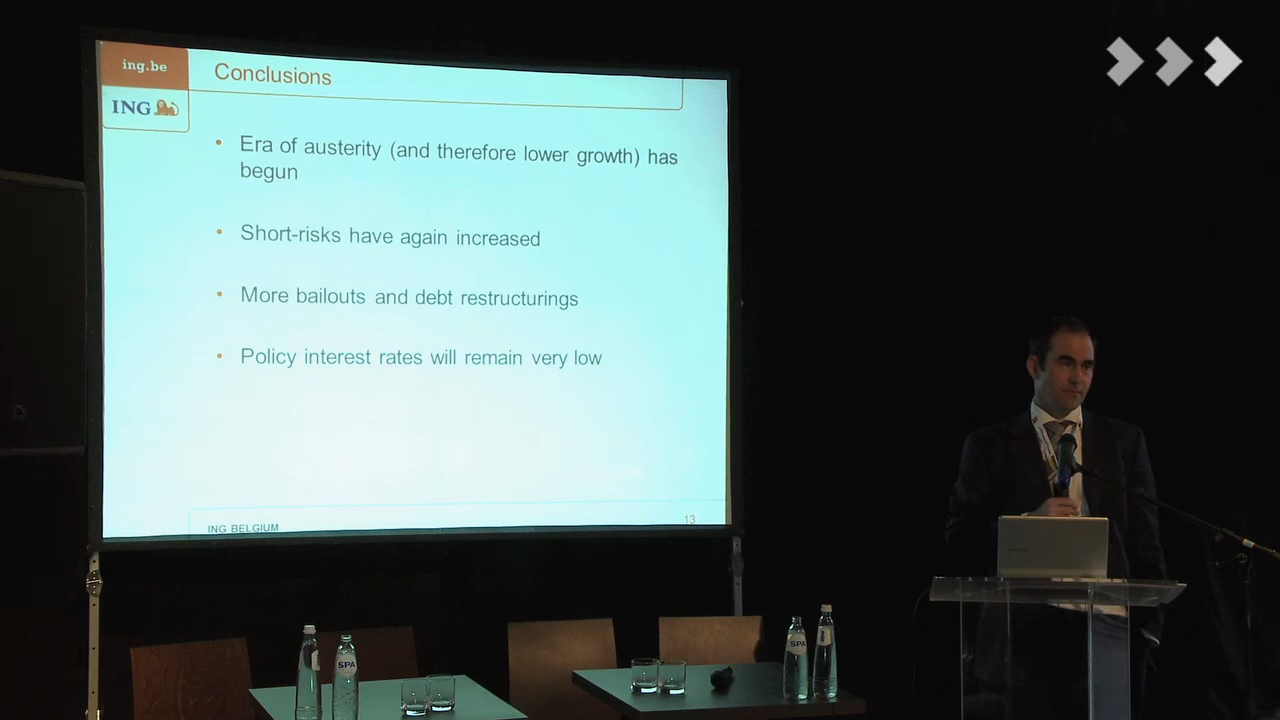 ing.be
ING
Conclusions
• Era of austerity (and therefore lower growth) has
begun
• Short-risks have again increased
• More bailouts and debt restructurings
• Policy interest rates will remain very low
ING BELGIUM
13
SPA
SPA